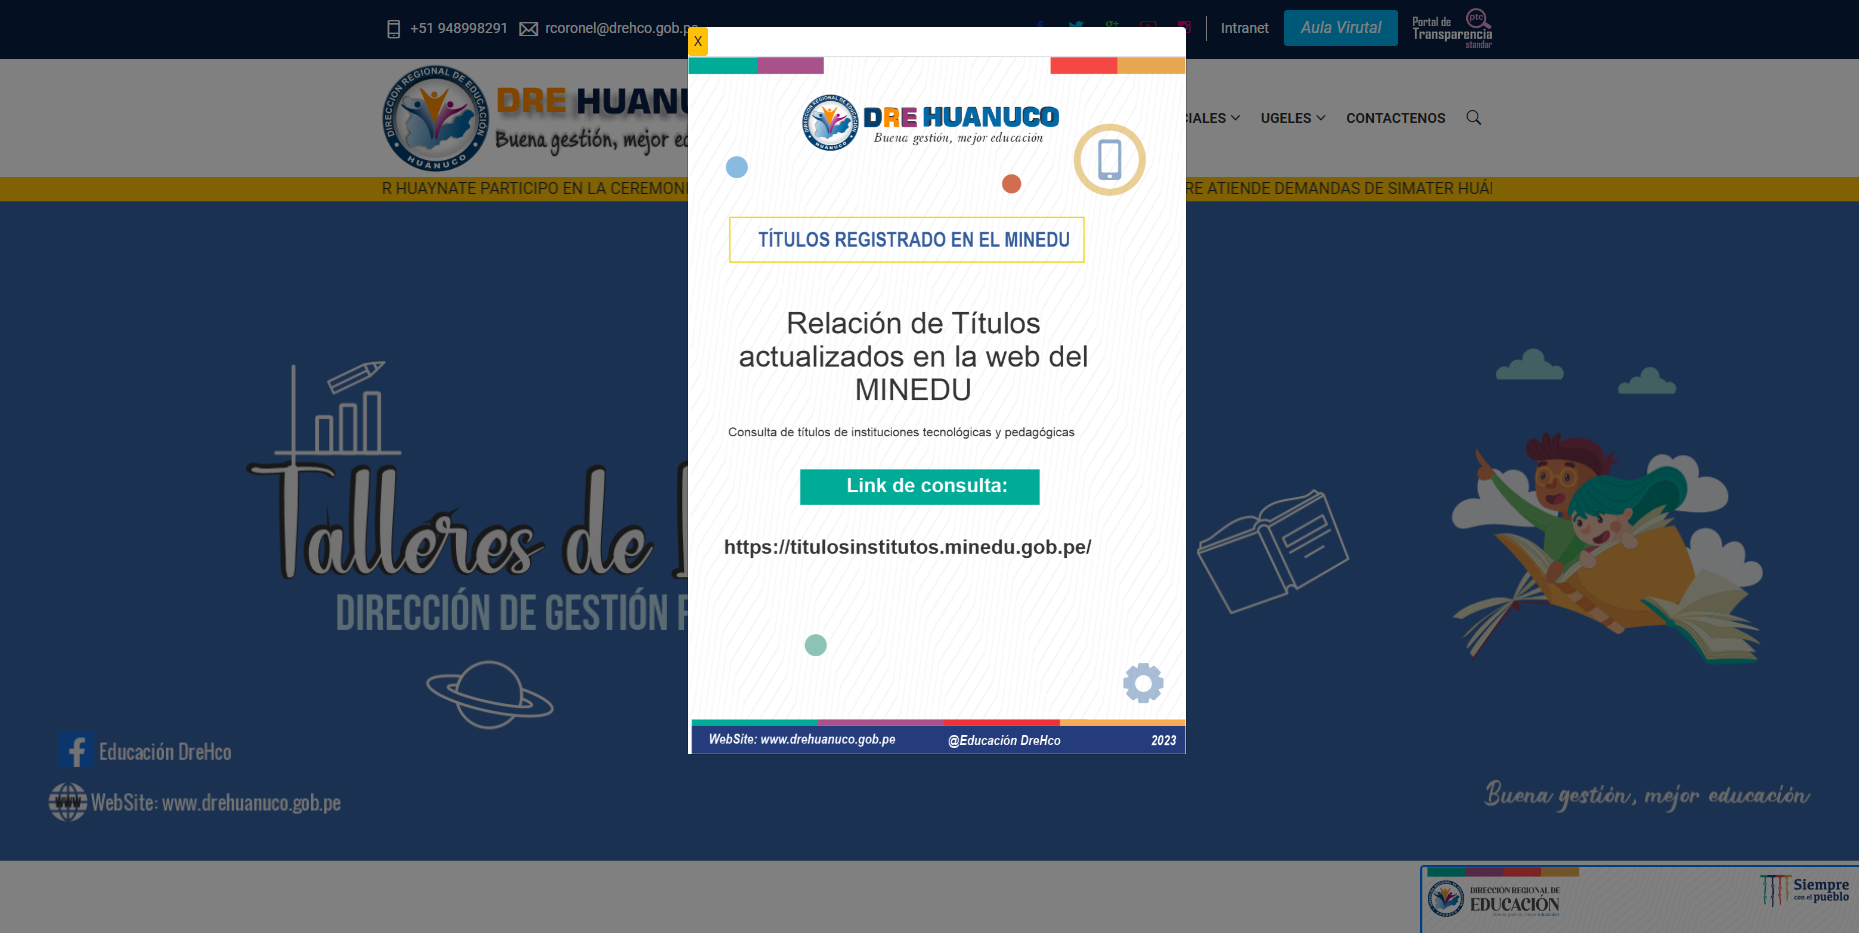 +51 948998291 rcoronel@drehco.gob.pe Intranet Aula Virutal Portal de Transparencia standar ptc
DIRECCIÓN REGIONAL DE EDUCACIÓN HUANUCO
DRE HUANU
Buena gestión, mejor
CIALES UGELES CONTACTENOS
R HUAYNATE PARTICIPO EN LA CEREMON
RE ATIENDE DEMANDAS DE SIMATER
X
DRE HUANUCO
Buena gestión, mejor educación
TÍTULOS REGISTRADO EN EL MINEDU
Relación de Títulos
actualizados en la web del
MINEDU
Consulta de títulos de instituciones tecnológicas y pedagógicas
Link de consulta:
https://titulosinstitutos.minedu.gob.pe/
WebSite: www.drehuanuco.gob.pe @Educación DreHco 2023
Talleres de
DIRECCIÓN DE GESTIÓN
Educación DreHco
WebSite: www.drehuanuco.gob.pe
Buena gestión, mejor educación
DIRECCIÓN REGIONAL DE
EDUCACIÓN
Siempre
con el pueblo